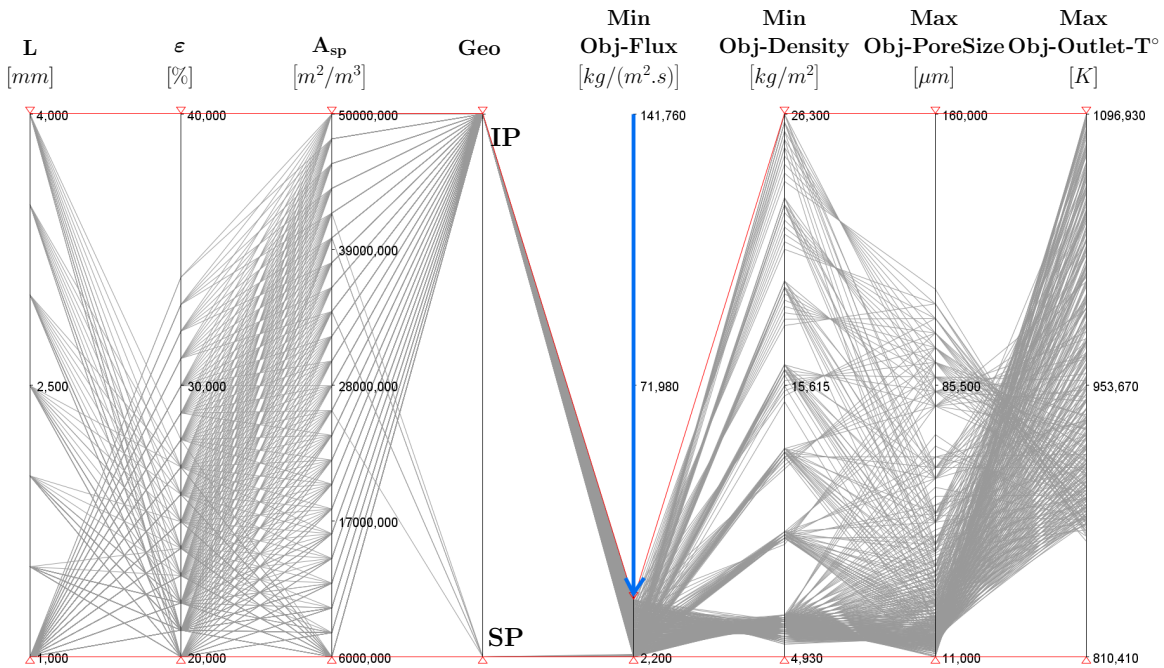 Min Min Max Max
L ε A_sp Geo Obj-Flux Obj-Density Obj-PoreSize Obj-Outlet-T°
[mm] [%] [m²/m³] [kg/(m².s)] [kg/m²] [µm] [K]
4,000 40,000 50000,000 141,760 26,300 160,000 1096,930
IP
39000,000
2,500 30,000 28000,000 71,980 15,615 85,500 953,670
17000,000
SP
1,000 20,000 6000,000 2,200 4,930 11,000 810,410